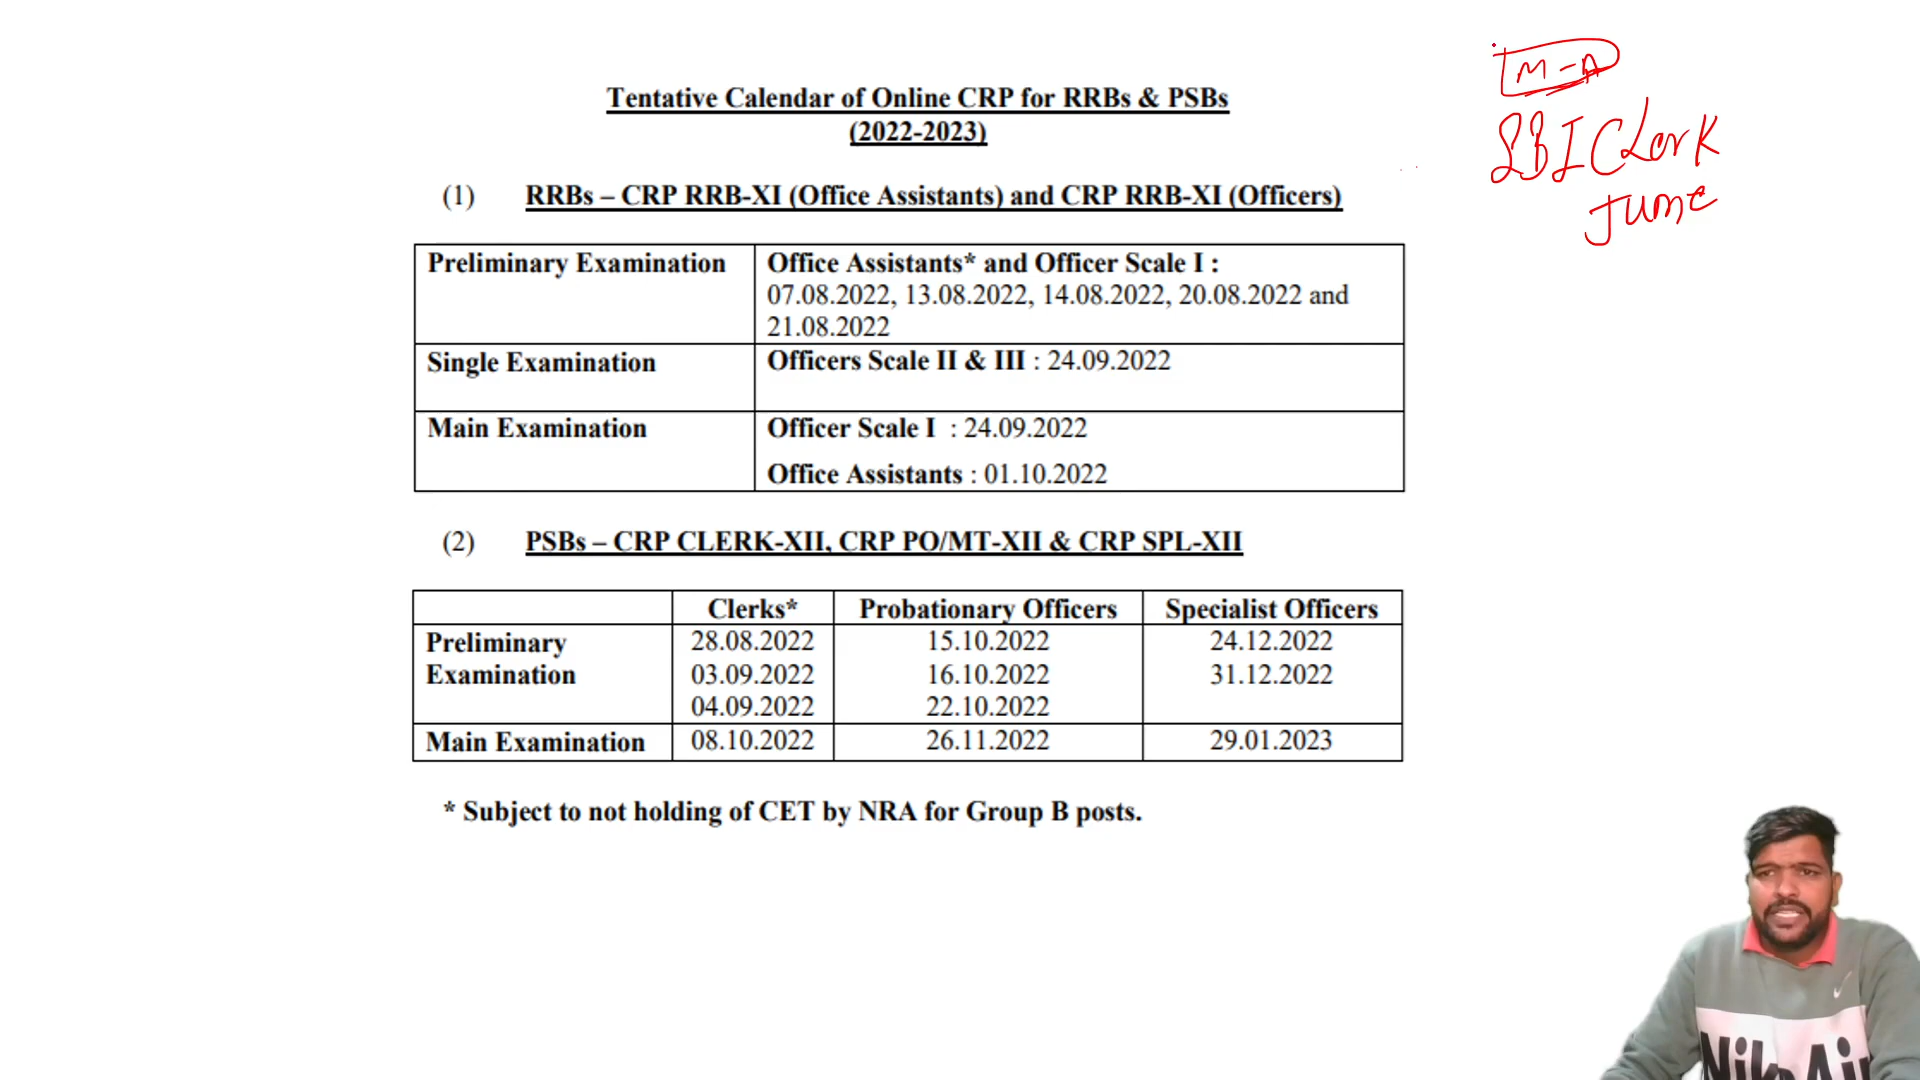 Tentative Calendar of Online CRP for RRBs & PSBs
(2022-2023)
(1) RRBs – CRP RRB-XI (Office Assistants) and CRP RRB-XI (Officers)
Preliminary Examination
Office Assistants* and Officer Scale I :
07.08.2022, 13.08.2022, 14.08.2022, 20.08.2022 and
21.08.2022
Single Examination
Officers Scale II & III : 24.09.2022
Main Examination
Officer Scale I : 24.09.2022
Office Assistants : 01.10.2022
(2) PSBs – CRP CLERK-XII, CRP PO/MT-XII & CRP SPL-XII
Clerks* Probationary Officers Specialist Officers
Preliminary 28.08.2022 15.10.2022 24.12.2022
Examination 03.09.2022 16.10.2022 31.12.2022
04.09.2022 22.10.2022
Main Examination 08.10.2022 26.11.2022 29.01.2023
* Subject to not holding of CET by NRA for Group B posts.
M-A
SBI CLerk
June